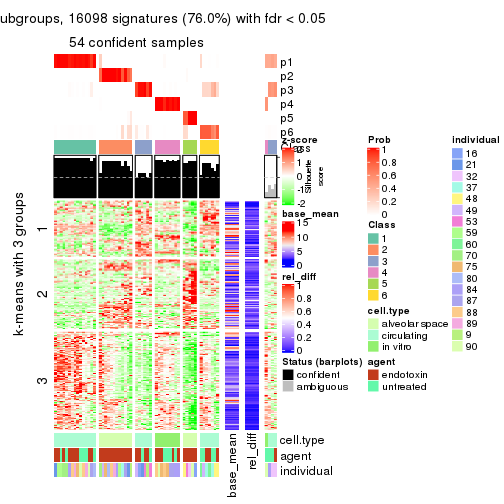 ubgroups, 16098 signatures (76.0%) with fdr < 0.05
54 confident samples
p1
p2
p3
p4
p5
p6
Class
Silhouette
score
k-means with 3 groups
1
2
3
base_mean
rel_diff
cell.type
agent
individual
z-score
2
1
0
-1
-2
base_mean
15
10
5
0
rel_diff
1
0.8
0.6
0.4
0.2
0
Status (barplots)
confident
ambiguous
Prob
1
0.8
0.6
0.4
0.2
0
Class
1
2
3
4
5
6
cell.type
alveolar space
circulating
in vitro
agent
endotoxin
untreated
individual
16
21
32
37
48
49
53
59
60
70
75
80
84
87
88
89
9
90